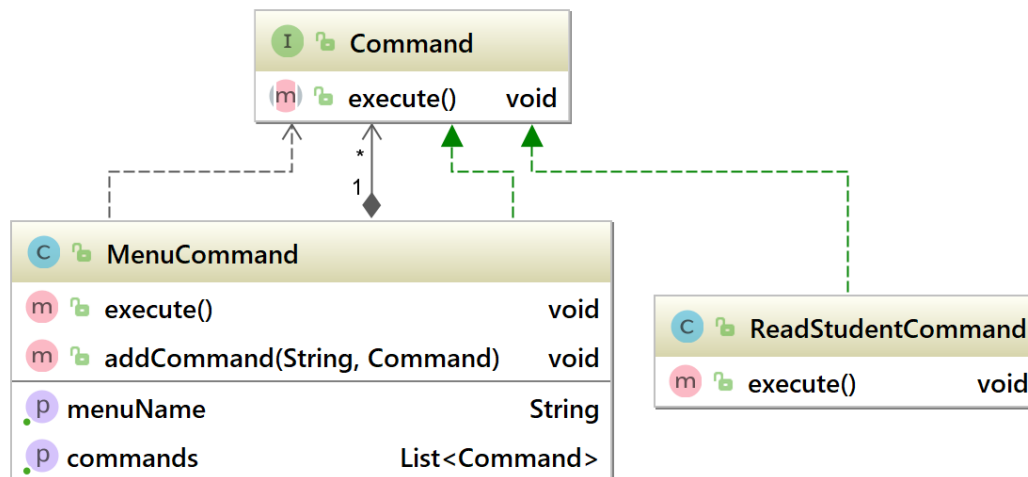 I Command
m execute() void
*
1
C MenuCommand
m execute() void
m addCommand(String, Command) void
p menuName String
p commands List<Command>
C ReadStudentCommand
m execute() void